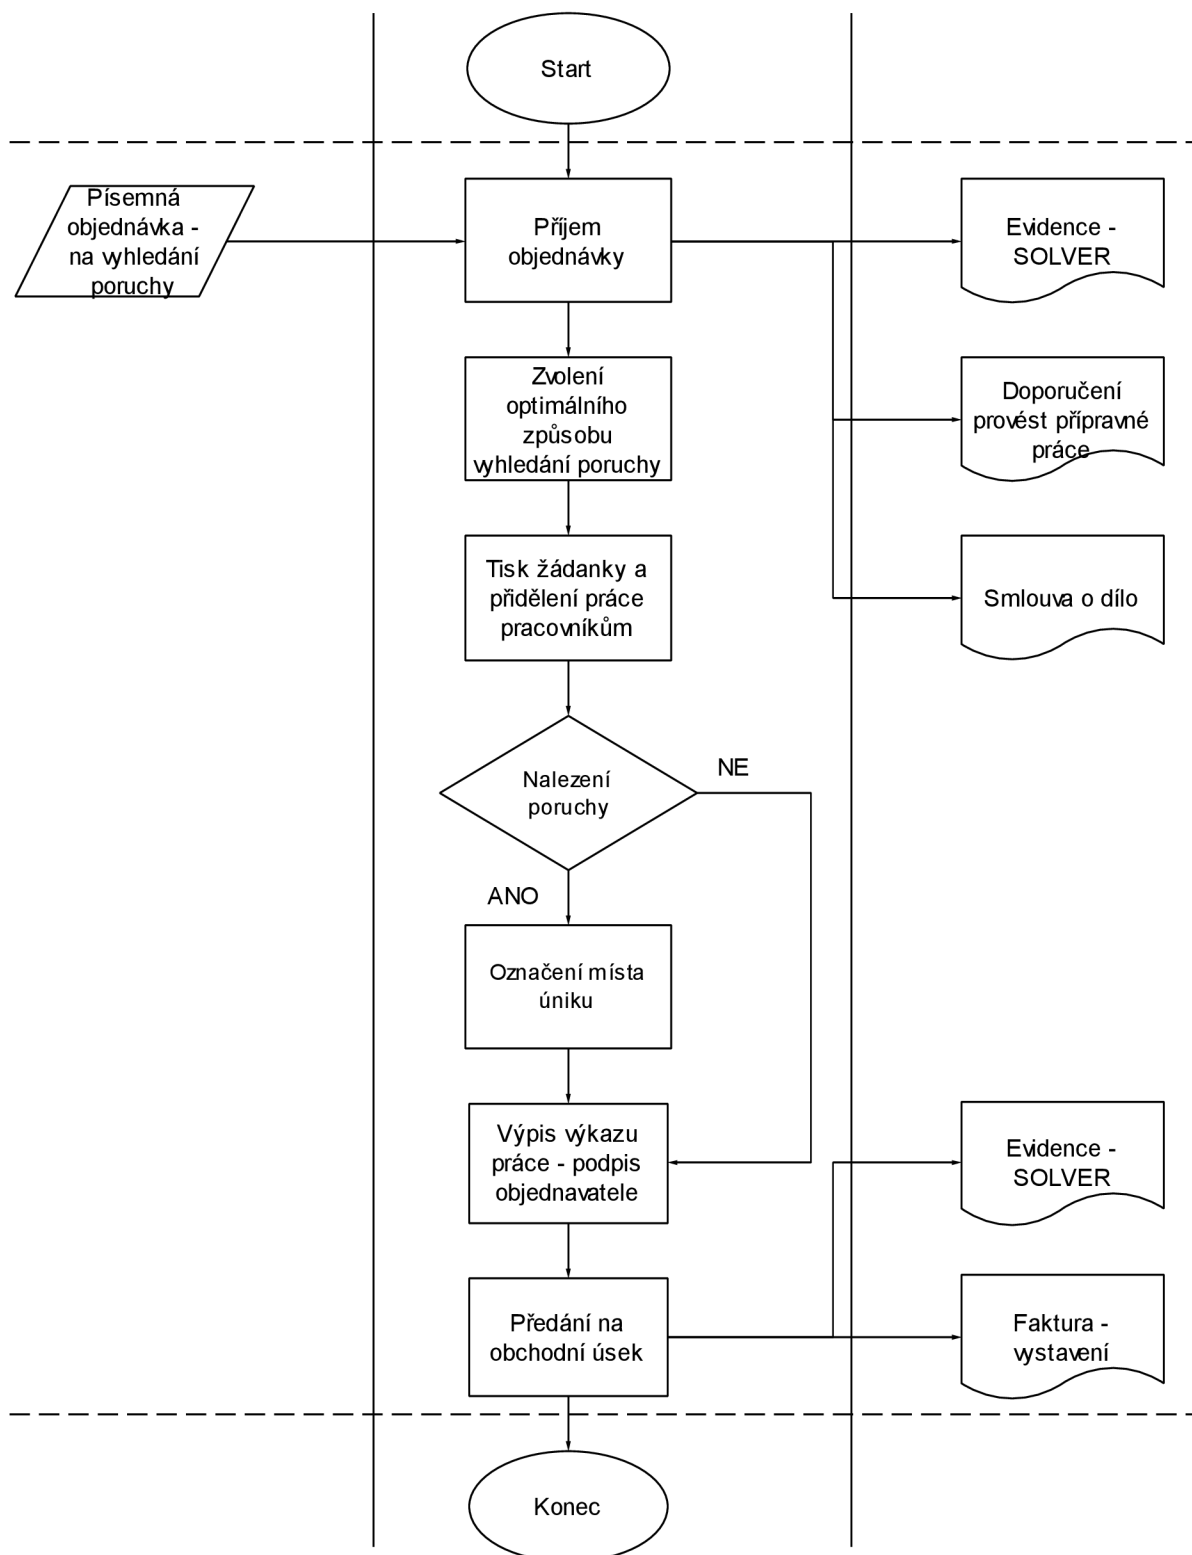 Start
Písemná
objednávka -
na vyhledání
poruchy
Příjem
objednávky
Evidence -
SOLVER
Zvolení
optimálního
způsobu
vyhledání poruchy
Doporučení
provést přípravné
práce
Tisk žádanky a
přidělení práce
pracovníkům
Smlouva o dílo
Nalezení
poruchy
NE
ANO
Označení místa
úniku
Výpis výkazu
práce - podpis
objednavatele
Evidence -
SOLVER
Předání na
obchodní úsek
Faktura -
vystavení
Konec